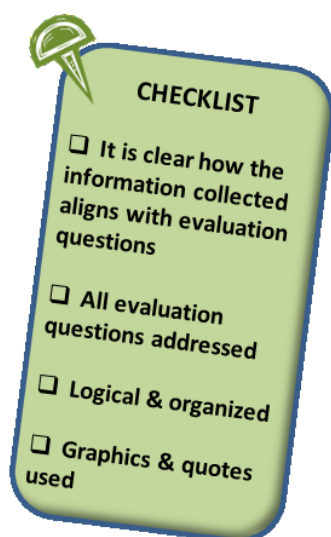 CHECKLIST
❑ It is clear how the
information collected
aligns with evaluation
questions
❑ All evaluation
questions addressed
❑ Logical & organized
❑ Graphics & quotes
used